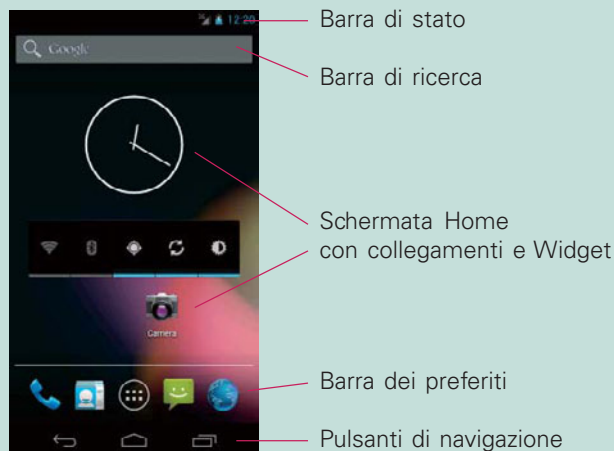 12:20
Barra di stato
Google
Barra di ricerca
Schermata Home
con collegamenti e Widget
Camera
Barra dei preferiti
Pulsanti di navigazione